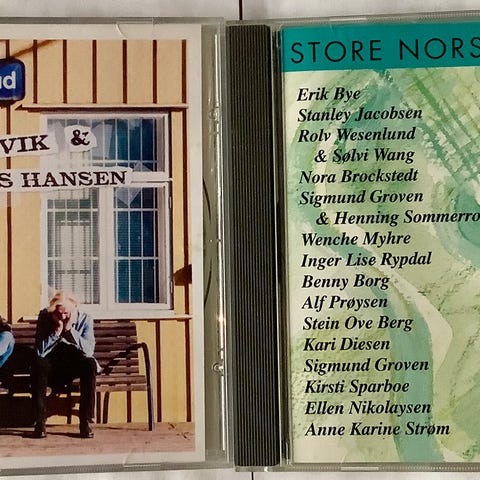 VIK &
S HANSEN
STORE NORS
Erik Bye
Stanley Jacobsen
Rolv Wesenlund
& Sølvi Wang
Nora Brockstedt
Sigmund Groven
& Henning Sommerro
Wenche Myhre
Inger Lise Rypdal
Benny Borg
Alf Prøysen
Stein Ove Berg
Kari Diesen
Sigmund Groven
Kirsti Sparboe
Ellen Nikolaysen
Anne Karine Strøm